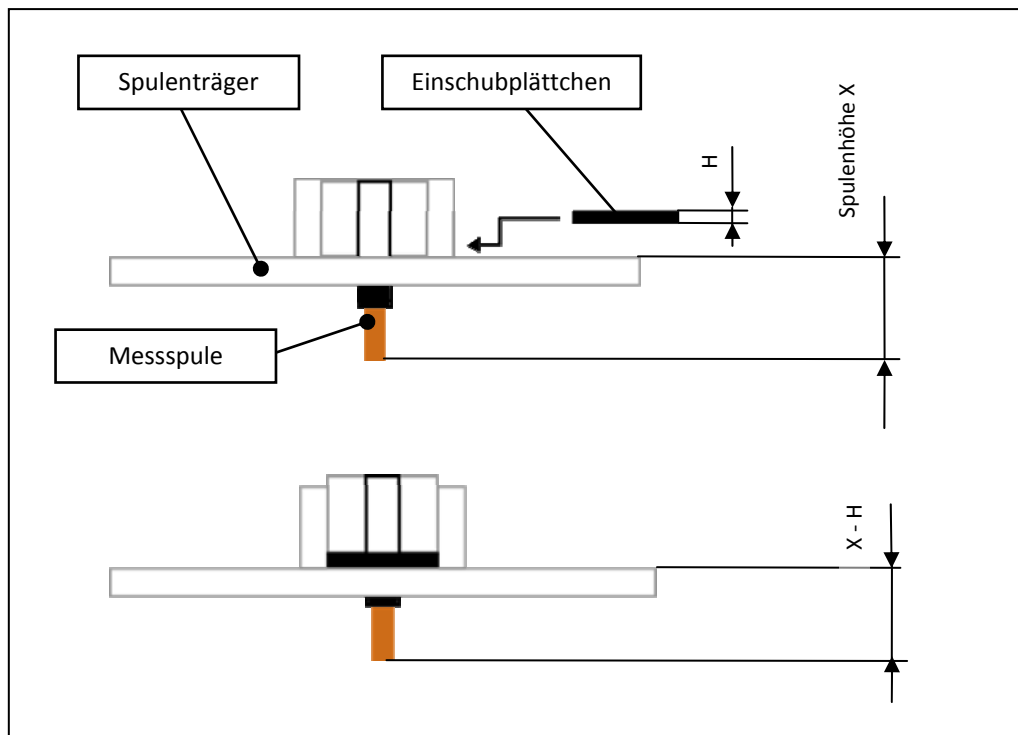 Spulenträger
Einschubplättchen
H
Spulenhöhe X
Messspule
X - H